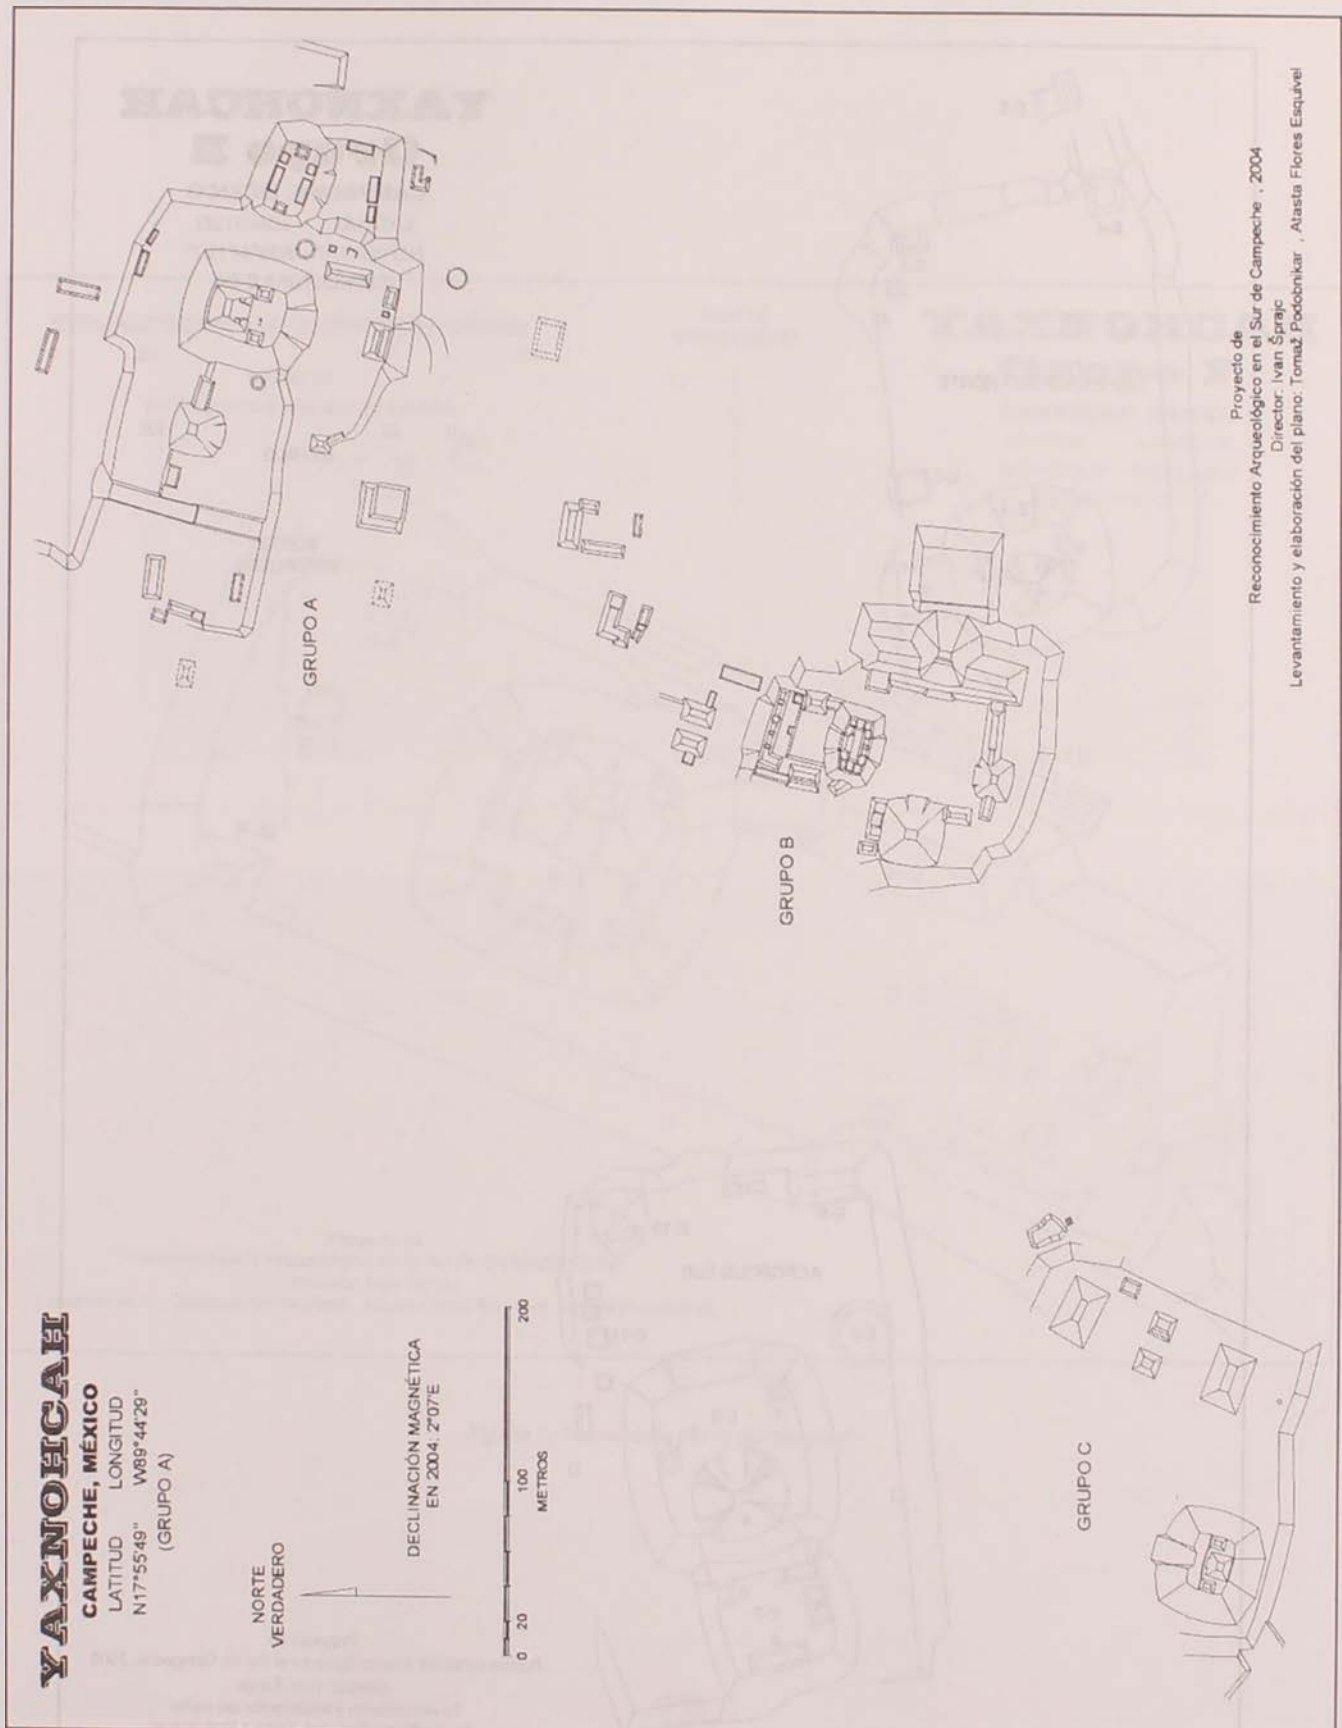 YAXNOHCAH
CAMPECHE, MÉXICO
LATITUD LONGITUD
N17°55'49" W89°44'29"
(GRUPO A)
NORTE
VERDADERO
DECLINACIÓN MAGNÉTICA
EN 2004: 2°07'E
0 20 100 200
METROS
GRUPO A
GRUPO B
GRUPO C
Proyecto de
Reconocimiento Arqueológico en el Sur de Campeche , 2004
Director: Ivan Šprajc
Levantamiento y elaboración del plano: Tomaž Podobnikar , Atasta Flores Esquivel